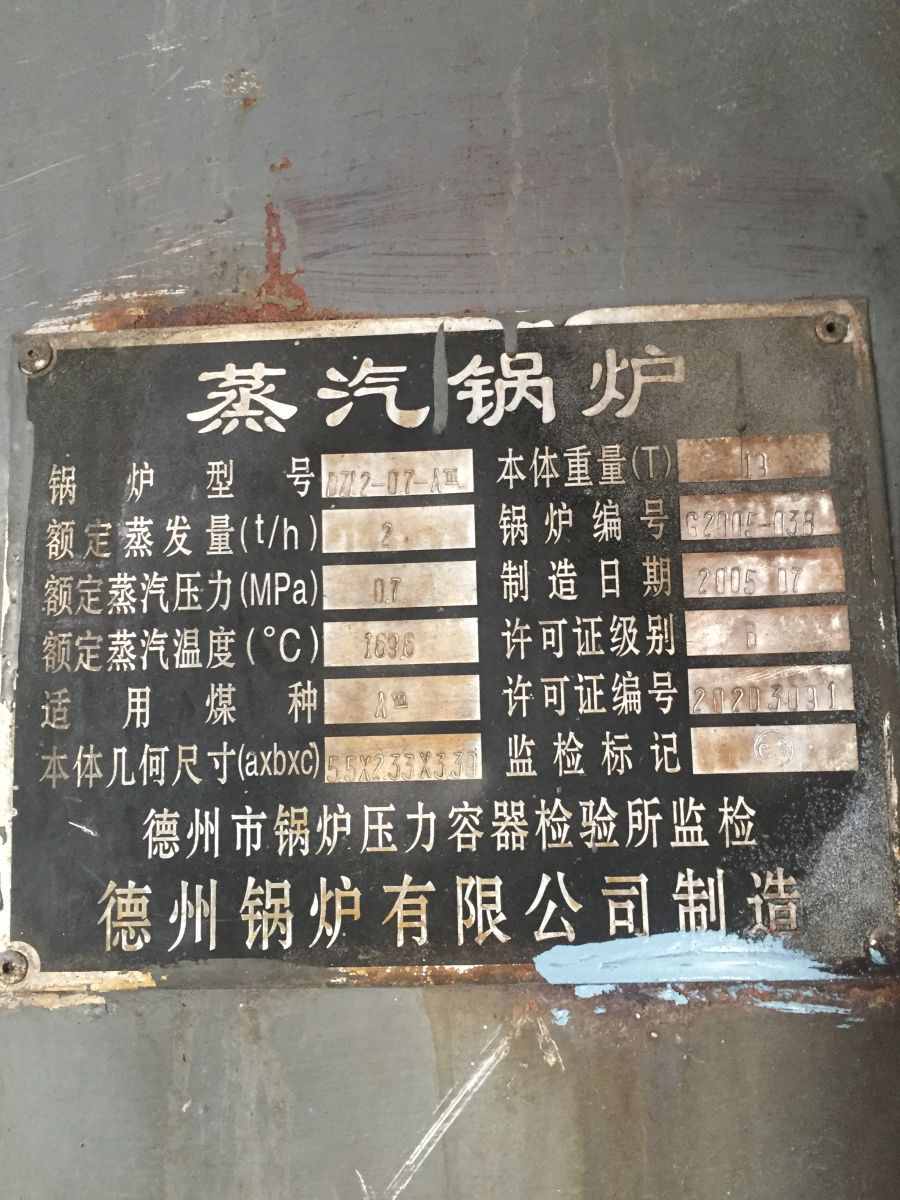 蒸汽锅炉
锅炉型号 DZL2-0.7-AⅢ 本体重量(T) 19
额定蒸发量(t/h) 2 锅炉编号 G2005-038
额定蒸汽压力(MPa) 0.7 制造日期 2005 07
额定蒸汽温度(°C) 169.6 许可证级别 B
适用煤种 AⅢ 许可证编号 20203091
本体几何尺寸(axbxc) 5.5X2.33X3.39 监检标记
德州市锅炉压力容器检验所监检
德州锅炉有限公司制造